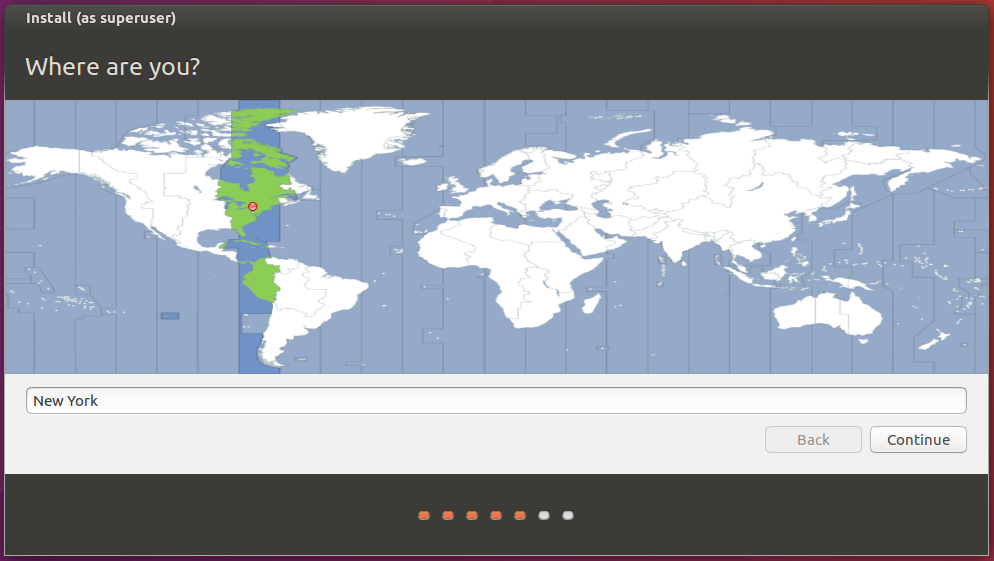 Install (as superuser)
Where are you?
New York
Back
Continue